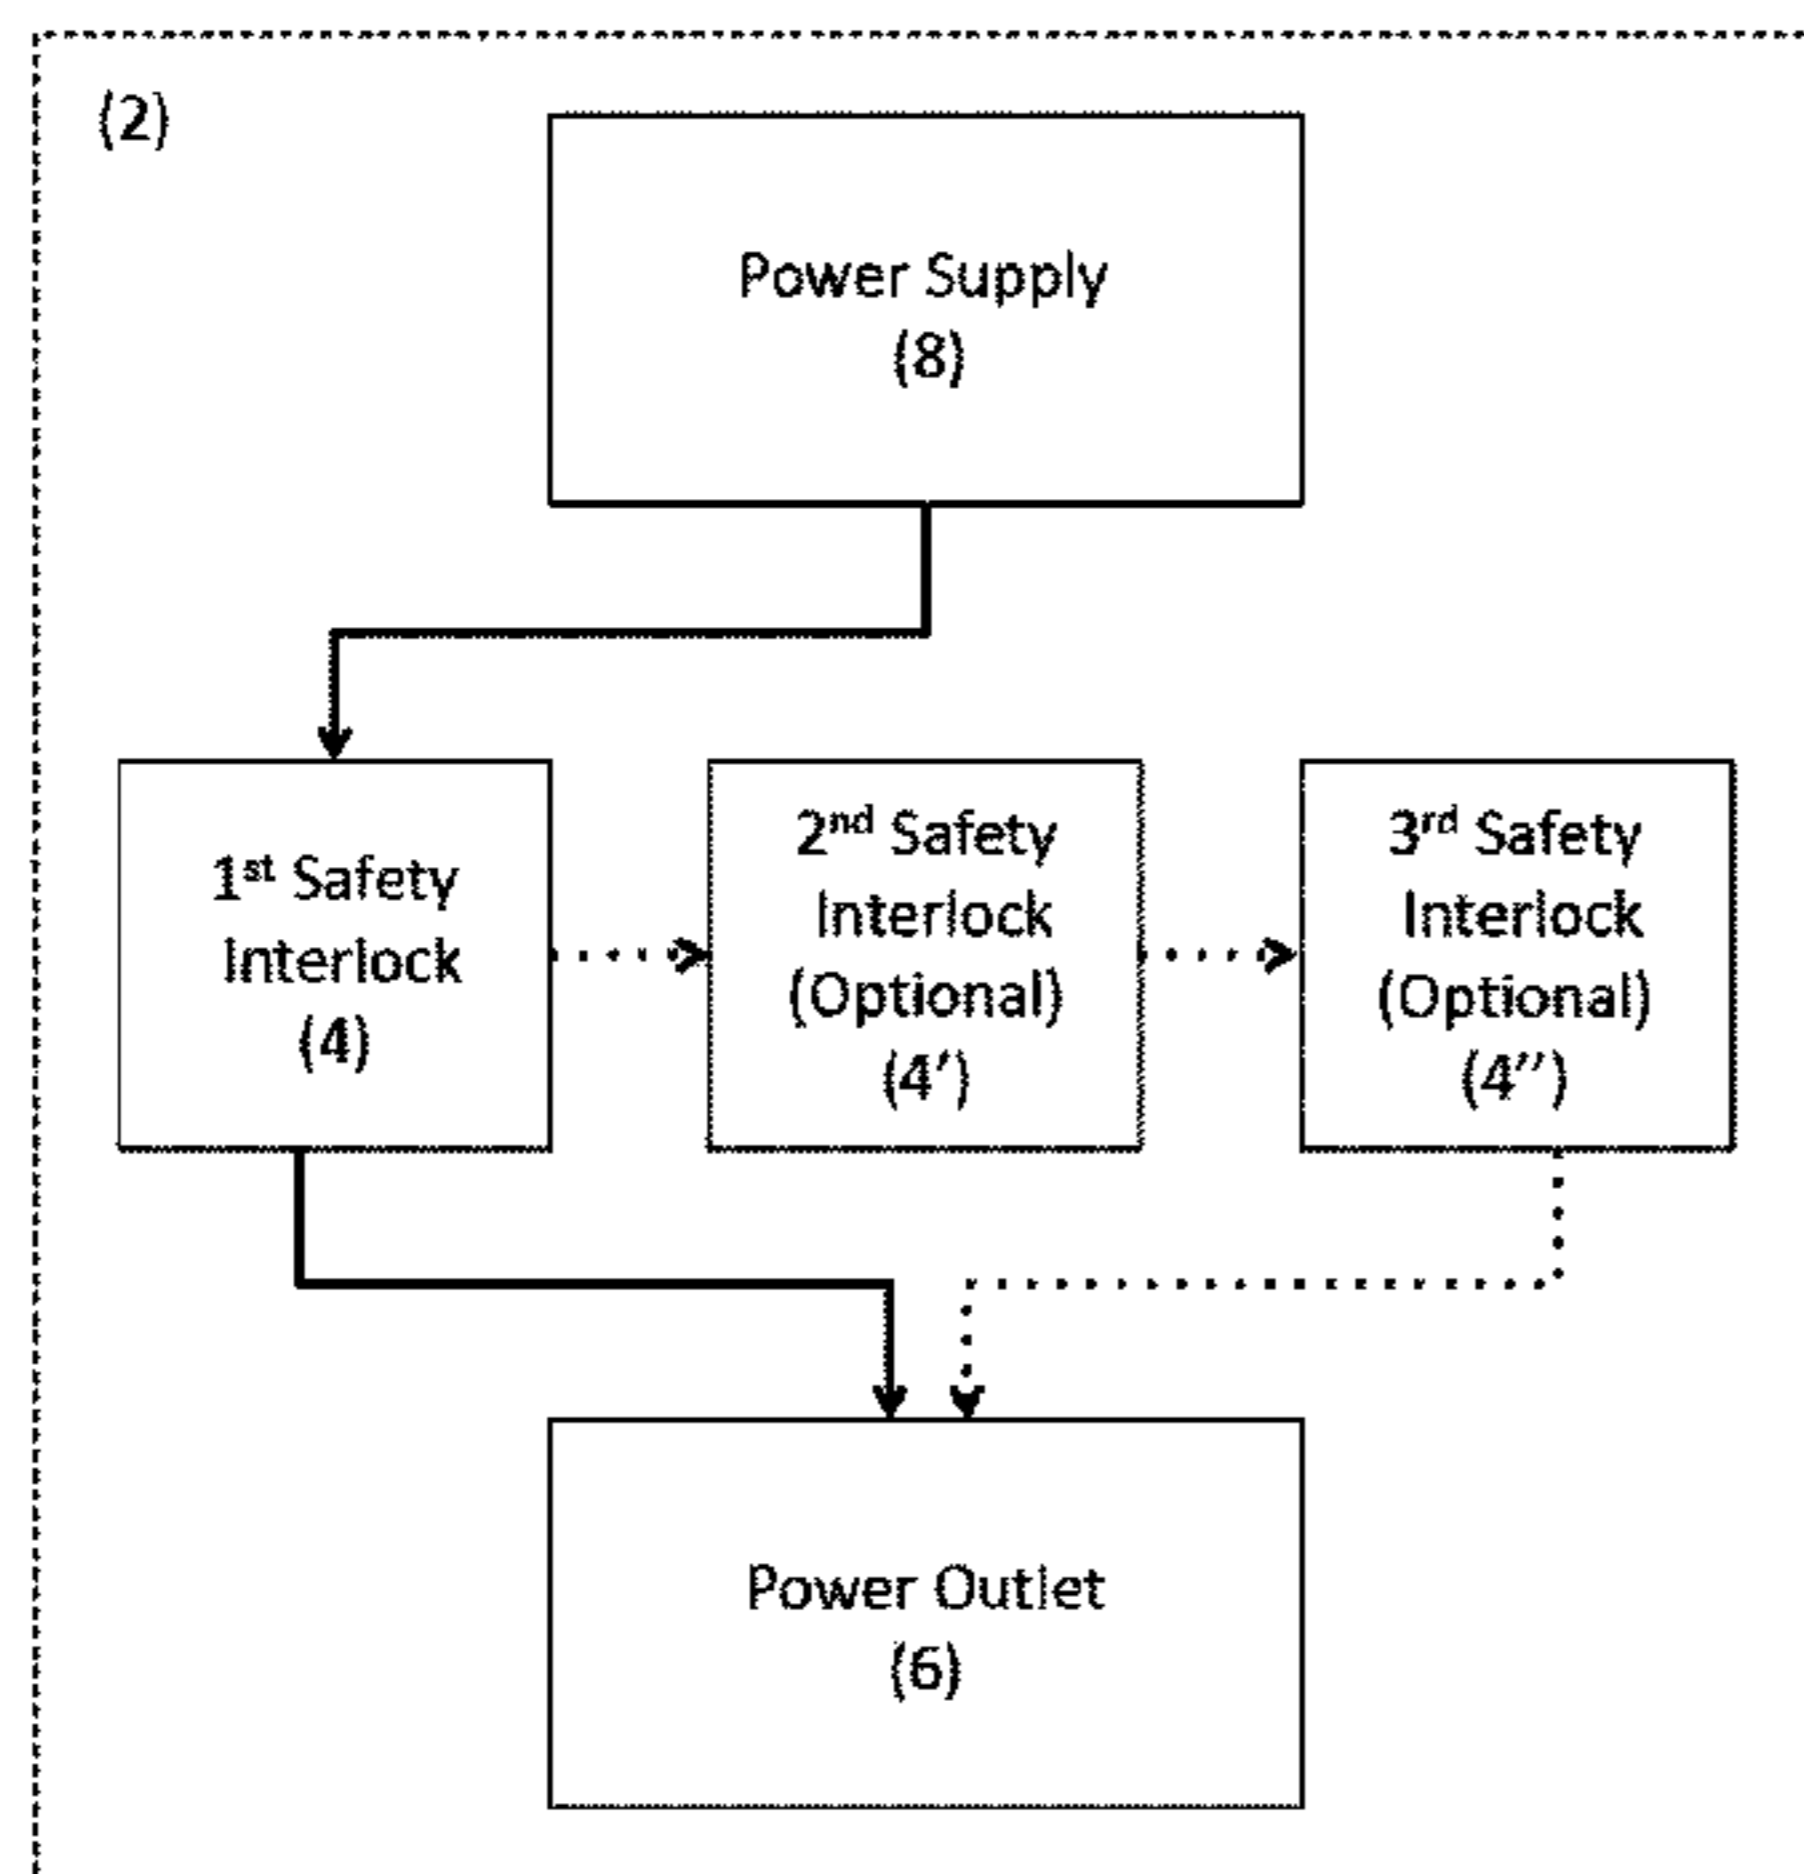 (2)
Power Supply
(8)
1st Safety
Interlock
(4)
2nd Safety
Interlock
(Optional)
(4′)
3rd Safety
Interlock
(Optional)
(4″)
Power Outlet
(6)